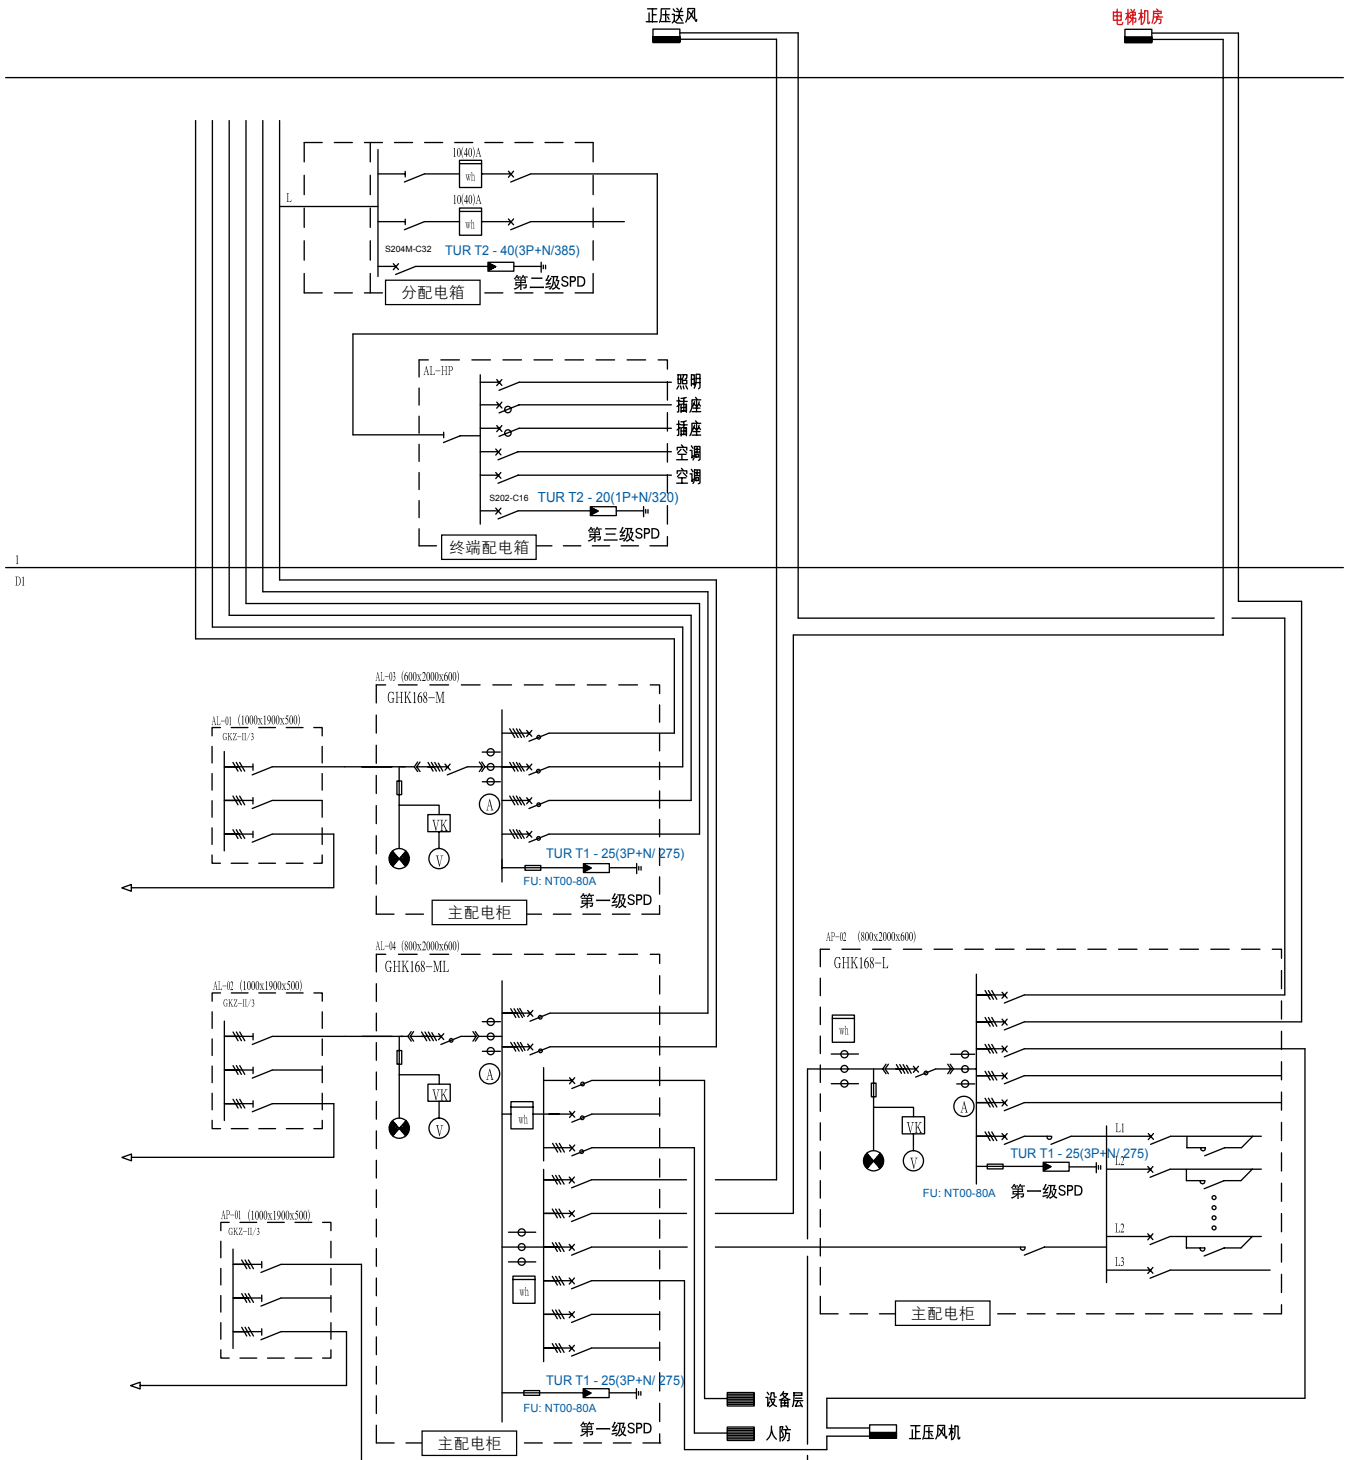 正压送风
电梯机房
10(40)A
wh
L
10(40)A
wh
S204M-C32
TUR T2 - 40(3P+N/385)
第二级SPD
分配电箱
AL-HP
照明
插座
插座
空调
空调
S202-C16
TUR T2 - 20(1P+N/320)
第三级SPD
终端配电箱
1
D1
AL-03 (600x2000x600)
GHK168-M
AL-01 (1000x1900x500)
GKZ-II/3
A
VK
V
TUR T1 - 25(3P+N/ 275)
FU: NT00-80A
第一级SPD
主配电柜
AL-04 (800x2000x600)
GHK168-ML
AL-02 (1000x1900x500)
GKZ-II/3
A
VK
V
wh
AP-02 (800x2000x600)
GHK168-L
wh
A
VK
V
L1
TUR T1 - 25(3P+N/ 275)
L2
FU: NT00-80A
第一级SPD
L2
L3
主配电柜
AP-01 (1000x1900x500)
GKZ-II/3
wh
TUR T1 - 25(3P+N/ 275)
FU: NT00-80A
第一级SPD
主配电柜
设备层
人防
正压风机